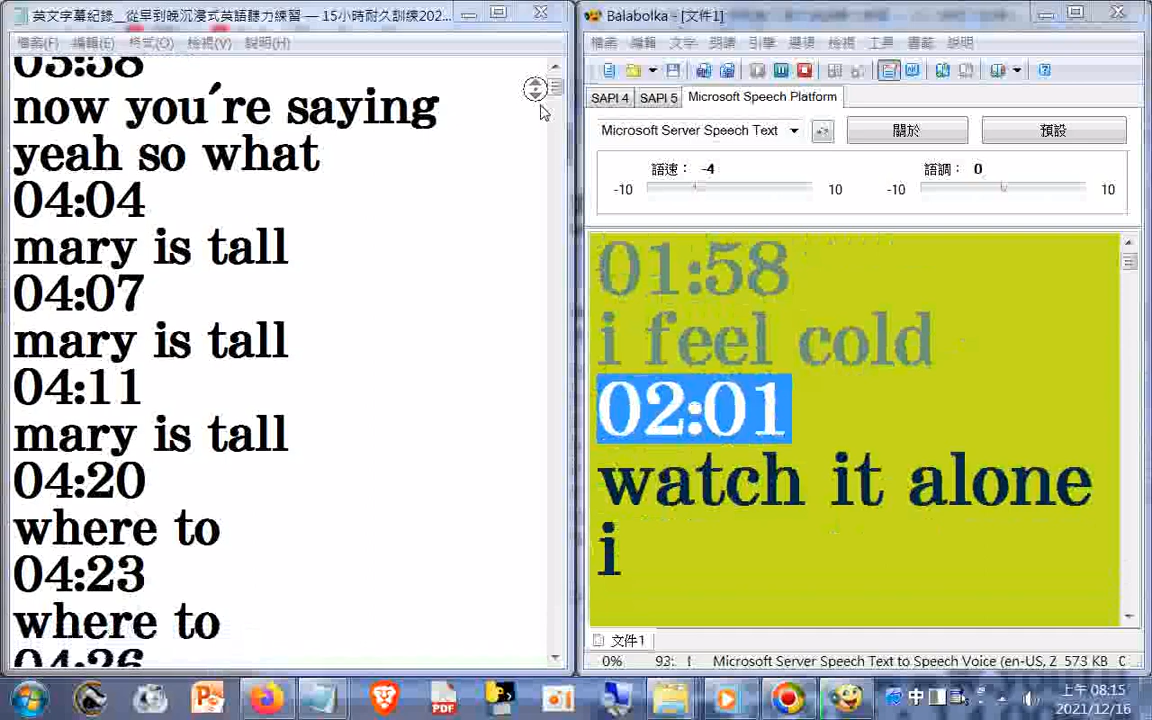 英文字幕紀錄__從早到晚沉浸式英語聽力練習 — 15小時耐久訓練202...
檔案(F) 編輯(E) 格式(O) 檢視(V) 說明(H)
03:58
now you're saying
yeah so what
04:04
mary is tall
04:07
mary is tall
04:11
mary is tall
04:20
where to
04:23
where to
04:26
Balabolka - [文件1]
檔案 編輯 文字 朗讀 引擎 選項 檢視 工具 書籤 說明
SAPI 4 SAPI 5 Microsoft Speech Platform
Microsoft Server Speech Text 關於 預設
語速： -4 語調： 0
-10 10 -10 10
01:58
i feel cold
02:01
watch it alone
i
文件1
0% Microsoft Server Speech Text to Speech Voice (en-US, Z 573 KB
PDF 中 上午 08:15
2021/12/16